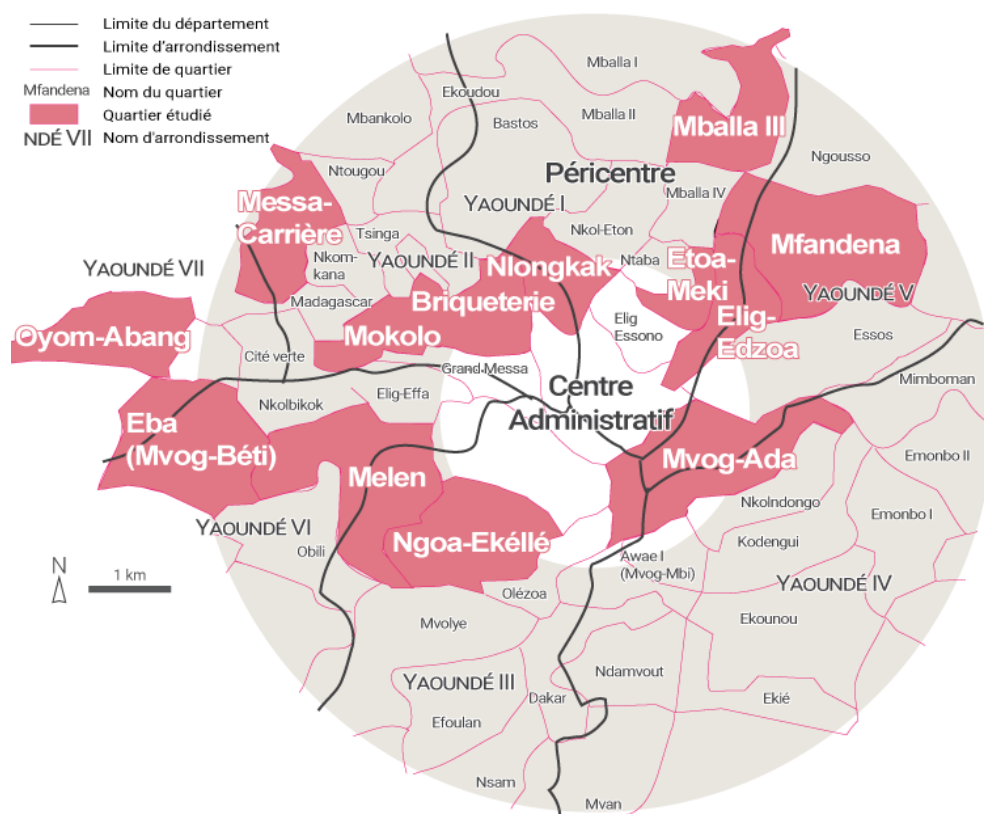 Limite du département
Limite d'arrondissement
Limite de quartier
Mfandena Nom du quartier
Quartier étudié
NDÉ VII Nom d'arrondissement
Mballa I
Ekoudou
Mbankolo
Bastos
Mballa II
Mballa III
Ngousso
Ntougou
Péricentre
Mballa IV
Messa-
Carrière
YAOUNDÉ I
Tsinga
Nkol-Eton
Mfandena
Nkom-
kana
YAOUNDÉ II
Ntaba
Etoa-
Meki
YAOUNDÉ VII
Nlongkak
Madagascar
Briqueterie
YAOUNDÉ V
Elig
Essono
Elig-
Edzoa
Oyom-Abang
Mokolo
Essos
Cité verte
Grand Messa
Mimboman
Nkolbikok
Elig-Effa
Centre
Administratif
Eba
(Mvog-Béti)
Mvog-Ada
Emonbo II
Melen
Nkolndongo
Emonbo I
YAOUNDÉ VI
Obili
Ngoa-Ekéllé
Kodengui
Awae I
(Mvog-Mbi)
YAOUNDÉ IV
N
1 km
Olézoa
Mvolye
Ekounou
Ndamvout
YAOUNDÉ III
Dakar
Ekié
Efoulan
Nsam
Mvan